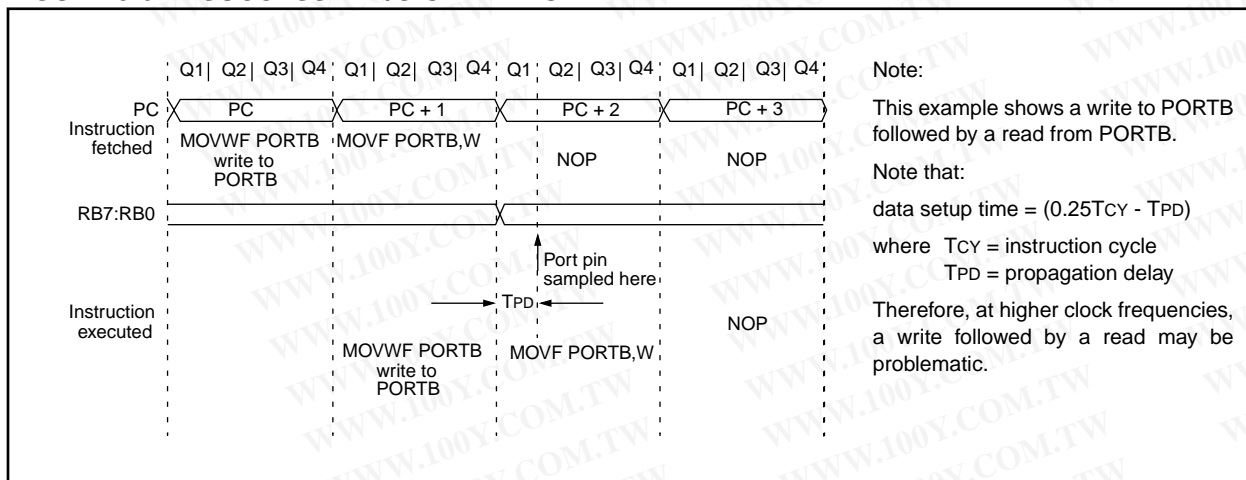 Q1| Q2| Q3| Q4 Q1| Q2| Q3| Q4 Q1 Q2| Q3| Q4 Q1| Q2| Q3| Q4
PC PC PC + 1 PC + 2 PC + 3
Instruction
fetched
MOVWF PORTB
write to
PORTB
MOVF PORTB,W
NOP
NOP
RB7:RB0
Port pin
sampled here
TPD
Instruction
executed
MOVWF PORTB
write to
PORTB
MOVF PORTB,W
NOP
Note:
This example shows a write to PORTB
followed by a read from PORTB.
Note that:
data setup time = (0.25TCY - TPD)
where TCY = instruction cycle
TPD = propagation delay
Therefore, at higher clock frequencies,
a write followed by a read may be
problematic.
WWW.100Y.COM.TW